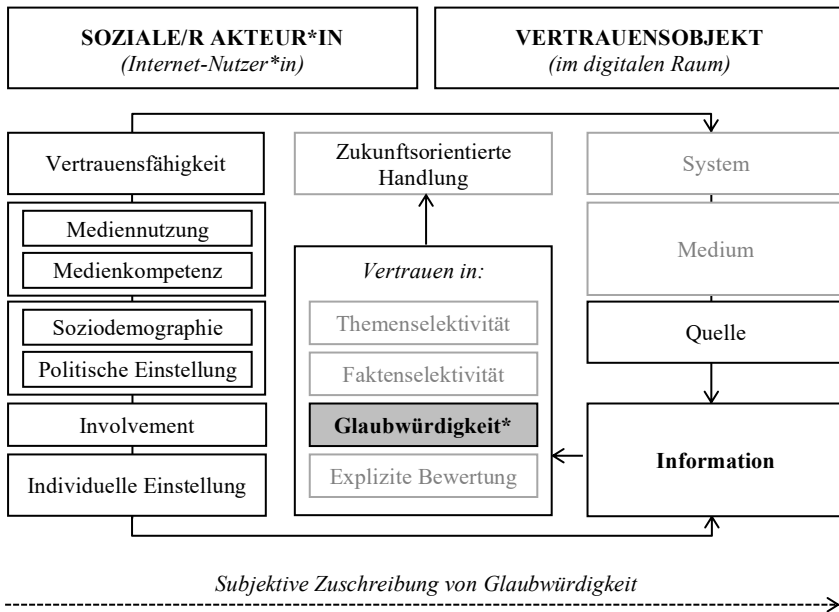 SOZIALE/R AKTEUR*IN
(Internet-Nutzer*in)
VERTRAUENSOBJEKT
(im digitalen Raum)
Vertrauensfähigkeit
Mediennutzung
Medienkompetenz
Soziodemographie
Politische Einstellung
Involvement
Individuelle Einstellung
Zukunftsorientierte
Handlung
Vertrauen in:
Themenselektivität
Faktenselektivität
Glaubwürdigkeit*
Explizite Bewertung
System
Medium
Quelle
Information
Subjektive Zuschreibung von Glaubwürdigkeit